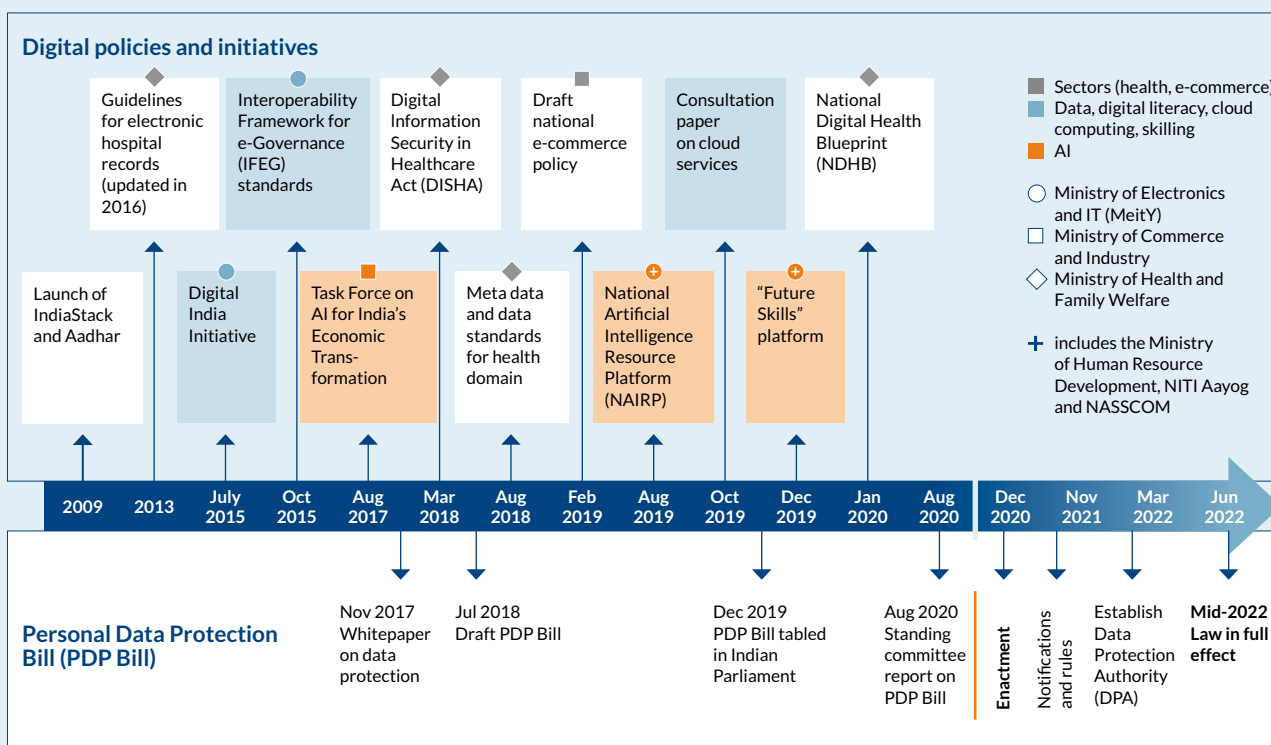 Digital policies and initiatives
Guidelines
for electronic
hospital
records
(updated in
2016)
Interoperability
Framework for
e-Governance
(IFEG)
standards
Digital
Information
Security in
Healthcare
Act (DISHA)
Draft
national
e-commerce
policy
Consultation
paper
on cloud
services
National
Digital Health
Blueprint
(NDHB)
Sectors (health, e-commerce)
Data, digital literacy, cloud
computing, skilling
AI
Ministry of Electronics
and IT (MeitY)
Ministry of Commerce
and Industry
Ministry of Health and
Family Welfare
+ includes the Ministry
of Human Resource
Development, NITI Aayog
and NASSCOM
Launch of
IndiaStack
and Aadhar
Digital
India
Initiative
Task Force on
AI for India’s
Economic
Trans-
formation
Meta data
and data
standards
for health
domain
National
Artificial
Intelligence
Resource
Platform
(NAIRP)
“Future
Skills”
platform
2009
2013
July
2015
Oct
2015
Aug
2017
Mar
2018
Aug
2018
Feb
2019
Aug
2019
Oct
2019
Dec
2019
Jan
2020
Aug
2020
Dec
2020
Nov
2021
Mar
2022
Jun
2022
Personal Data Protection
Bill (PDP Bill)
Nov 2017
Whitepaper
on data
protection
Jul 2018
Draft PDP Bill
Dec 2019
PDP Bill tabled
in Indian
Parliament
Aug 2020
Standing
committee
report on
PDP Bill
Enactment
Notifications
and rules
Establish
Data
Protection
Authority
(DPA)
Mid-2022
Law in full
effect